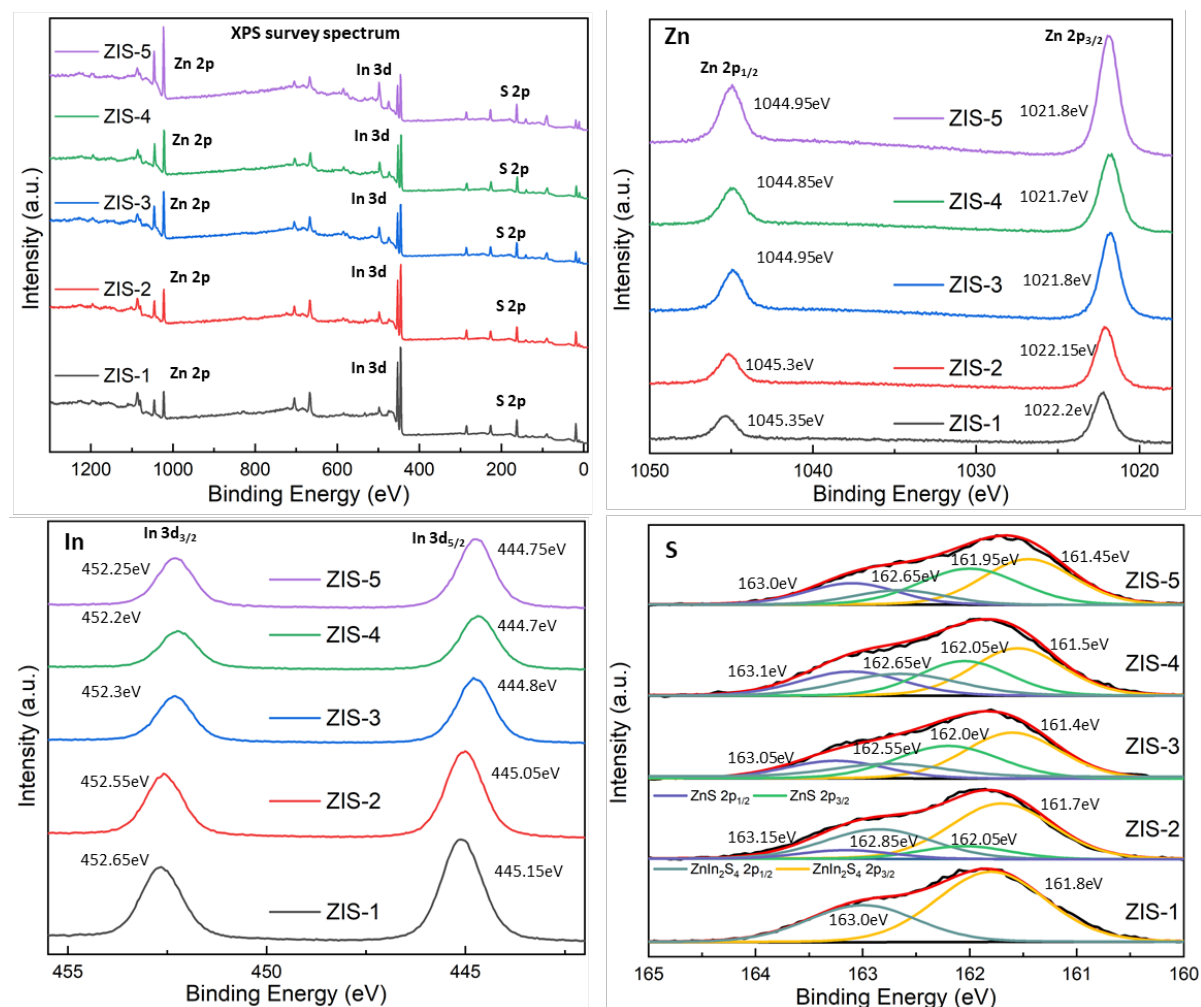 XPS survey spectrum
ZIS-5
Zn 2p
In 3d
S 2p
ZIS-4
Zn 2p
In 3d
S 2p
ZIS-3
Zn 2p
In 3d
S 2p
ZIS-2
Zn 2p
In 3d
S 2p
ZIS-1
Zn 2p
In 3d
S 2p
Intensity (a.u.)
1200 1000 800 600 400 200 0
Binding Energy (eV)
Zn
Zn 2p1/2
Zn 2p3/2
1044.95eV
ZIS-5
1021.8eV
1044.85eV
ZIS-4
1021.7eV
1044.95eV
ZIS-3
1021.8eV
1045.3eV
ZIS-2
1022.15eV
1045.35eV
ZIS-1
1022.2eV
Intensity (a.u.)
1050 1040 1030 1020
Binding Energy (eV)
In
In 3d3/2
In 3d5/2
452.25eV
ZIS-5
444.75eV
452.2eV
ZIS-4
444.7eV
452.3eV
ZIS-3
444.8eV
452.55eV
ZIS-2
445.05eV
452.65eV
ZIS-1
445.15eV
Intensity (a.u.)
455 450 445
Binding Energy (eV)
S
163.0eV 162.65eV 161.95eV 161.45eV
ZIS-5
163.1eV 162.65eV 162.05eV 161.5eV
ZIS-4
163.05eV 162.55eV 162.0eV 161.4eV
ZIS-3
ZnS 2p1/2 ZnS 2p3/2
163.15eV 162.85eV 162.05eV 161.7eV
ZIS-2
ZnIn2S4 2p1/2 ZnIn2S4 2p3/2
163.0eV 161.8eV
ZIS-1
Intensity (a.u.)
165 164 163 162 161 160
Binding Energy (eV)